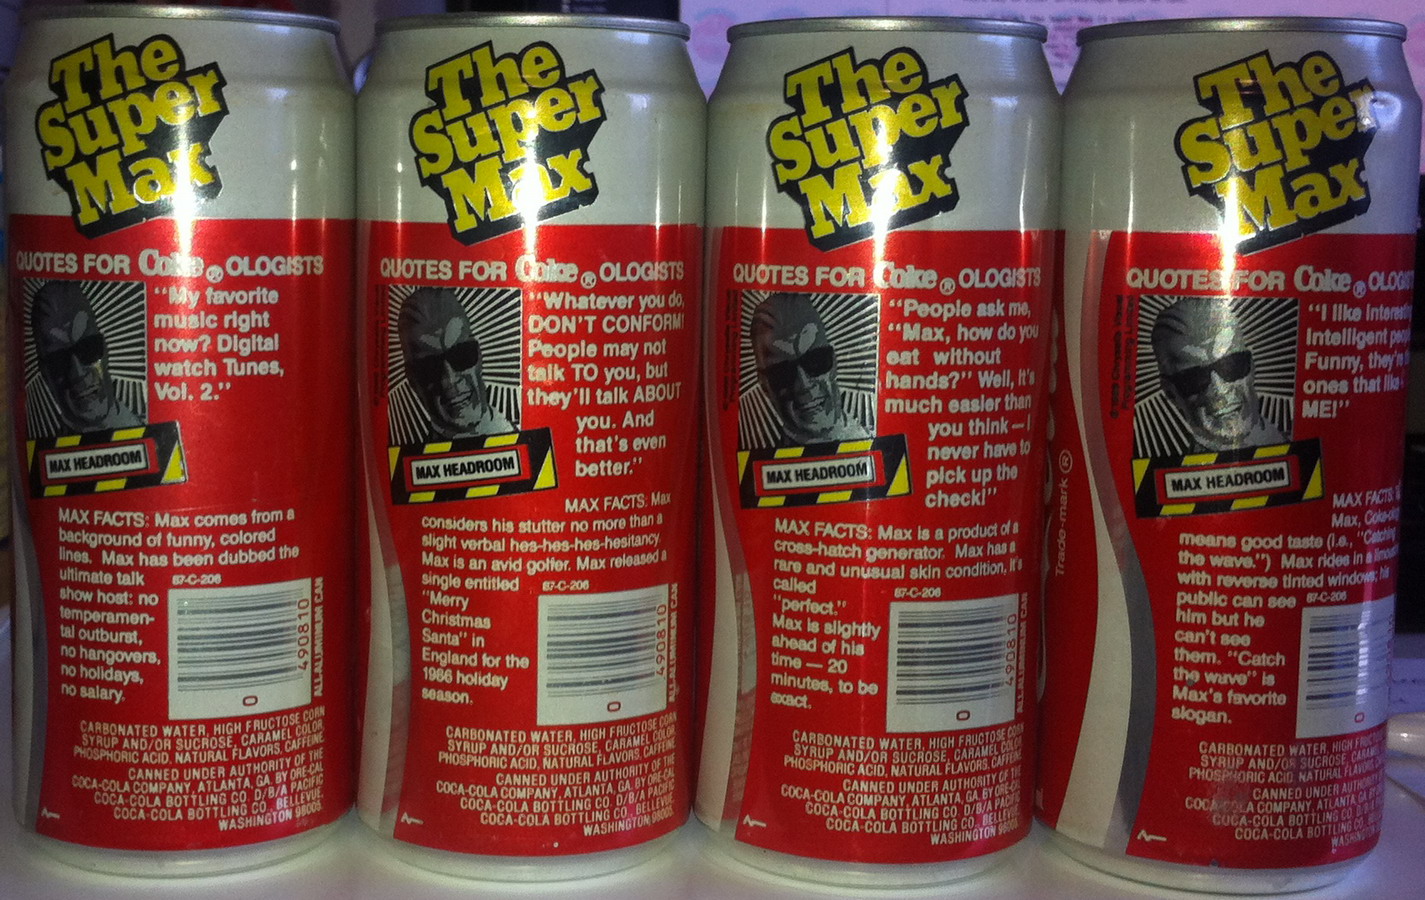 The
Super
Max
QUOTES FOR Coke ® OLOGISTS
"My favorite
music right
now? Digital
watch Tunes,
Vol. 2."
MAX HEADROOM
MAX FACTS: Max comes from a
background of funny, colored
lines. Max has been dubbed the
ultimate talk
show host: no
temperamen-
tal outburst,
no hangovers,
no holidays,
no salary.
87-C-206
490810
0
ALL-ALUMINUM CAN
CARBONATED WATER, HIGH FRUCTOSE CORN
SYRUP AND/OR SUCROSE, CARAMEL COLOR,
PHOSPHORIC ACID, NATURAL FLAVORS, CAFFEINE.
CANNED UNDER AUTHORITY OF THE
COCA-COLA COMPANY, ATLANTA, GA. BY ORE-CAL
COCA-COLA BOTTLING CO. D/B/A PACIFIC
COCA-COLA BOTTLING CO., BELLEVUE,
WASHINGTON 98005.
The
Super
Max
QUOTES FOR Coke ® OLOGISTS
"Whatever you do,
DON'T CONFORM!
People may not
talk TO you, but
they'll talk ABOUT
you. And
that's even
better."
MAX HEADROOM
MAX FACTS: Max
considers his stutter no more than a
slight verbal hes-hes-hes-hesitancy.
Max is an avid golfer. Max released a
single entitled
"Merry
Christmas
Santa" in
England for the
1986 holiday
season.
87-C-206
490810
0
ALL-ALUMINUM CAN
CARBONATED WATER, HIGH FRUCTOSE CORN
SYRUP AND/OR SUCROSE, CARAMEL COLOR,
PHOSPHORIC ACID, NATURAL FLAVORS, CAFFEINE.
CANNED UNDER AUTHORITY OF THE
COCA-COLA COMPANY, ATLANTA, GA. BY ORE-CAL
COCA-COLA BOTTLING CO. D/B/A PACIFIC
COCA-COLA BOTTLING CO., BELLEVUE,
WASHINGTON 98005.
The
Super
Max
QUOTES FOR Coke ® OLOGISTS
"People ask me,
"Max, how do you
eat without
hands?" Well, it's
much easier than
you think — I
never have to
pick up the
check!"
MAX HEADROOM
MAX FACTS: Max is a product of a
cross-hatch generator. Max has a
rare and unusual skin condition, it's
called
"perfect."
Max is slightly
ahead of his
time — 20
minutes, to be
exact.
87-C-206
490810
0
ALL-ALUMINUM CAN
CARBONATED WATER, HIGH FRUCTOSE CORN
SYRUP AND/OR SUCROSE, CARAMEL COLOR,
PHOSPHORIC ACID, NATURAL FLAVORS, CAFFEINE.
CANNED UNDER AUTHORITY OF THE
COCA-COLA COMPANY, ATLANTA, GA. BY ORE-CAL
COCA-COLA BOTTLING CO. D/B/A PACIFIC
COCA-COLA BOTTLING CO., BELLEVUE,
WASHINGTON 98005.
Trade-mark ®
The
Super
Max
QUOTES FOR Coke ® OLOGIS
"I like
Intelligent
Funny, they're
ones that like
ME!"
MAX HEADROOM
MAX FACTS:
Max,
means good taste (i.e., "Catching
the wave.") Max rides in a
with reverse tinted windows; his
public can see
him but he
can't see
them. "Catch
the wave" is
Max's favorite
slogan.
87-C-206
0
CARBONATED WATER, HIGH FRUCTOSE
SYRUP AND/OR SUCROSE, CARAMEL
PHOSPHORIC ACID, NATURAL FLAVORS,
CANNED UNDER AUTHORITY OF
COCA-COLA COMPANY, ATLANTA, GA. BY
COCA-COLA BOTTLING CO. D/B/A
COCA-COLA BOTTLING CO.,
WASHINGTON